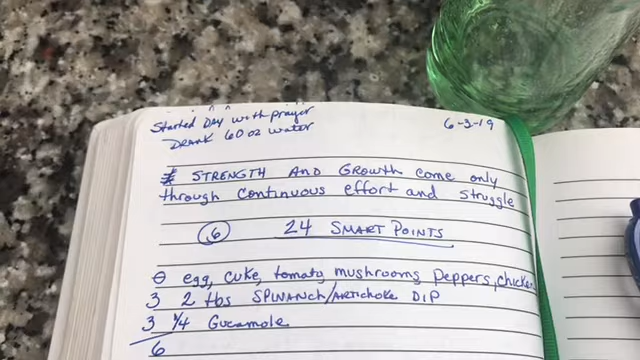 Started DAY with prayer
DRANK 60 oz water
6-3-19
STRENGTH AND GROWTH come only
through continuous effort and struggle
.6 24 SMART POINTS
0 egg, cuke, tomato, mushrooms, Peppers, chicken
3 2 tbs SPINANCH/ARTICHOKE DIP
3 1/4 Gucamole
6